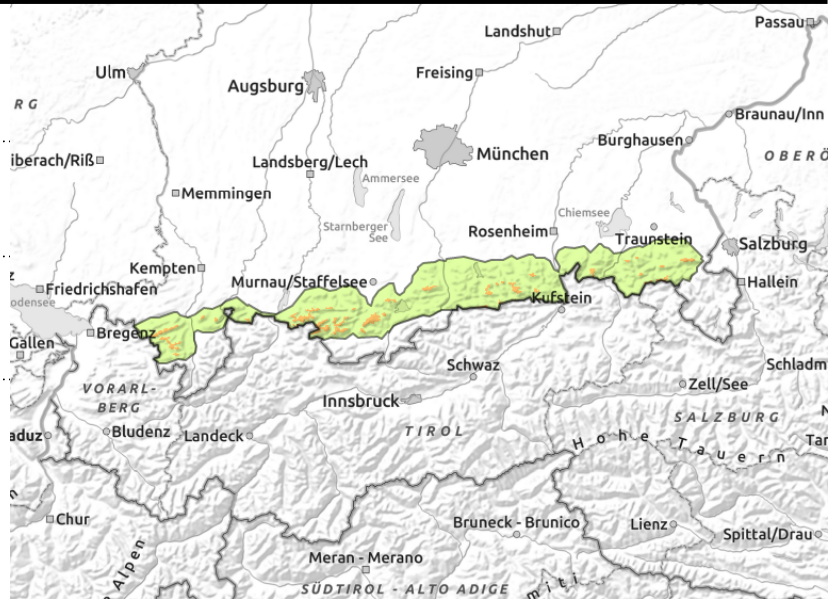 Passau
Landshut
Ulm
Freising
Augsburg
RG
Braunau/Inn
Burghausen
iberach/Riß
Landsberg/Lech
München
OBERÖ
Ammersee
Memmingen
Starnberger
See
Chiemsee
Rosenheim
Traunstein
Salzburg
Kempten
Murnau/Staffelsee
Hallein
z
Friedrichshafen
odensee
Kufstein
Bregenz
Gallen
Schwaz
Schladm
VORARL-
BERG
Zell/See
Innsbruck
SALZBURG
N
aduz
Bludenz
Landeck
TIROL
Hohe Tauern
Tar
n
Chur
Bruneck - Brunico
Lienz
Spittal/Drau
Alpen
Meran - Merano
SÜDTIROL - ALTO ADIGE
miti